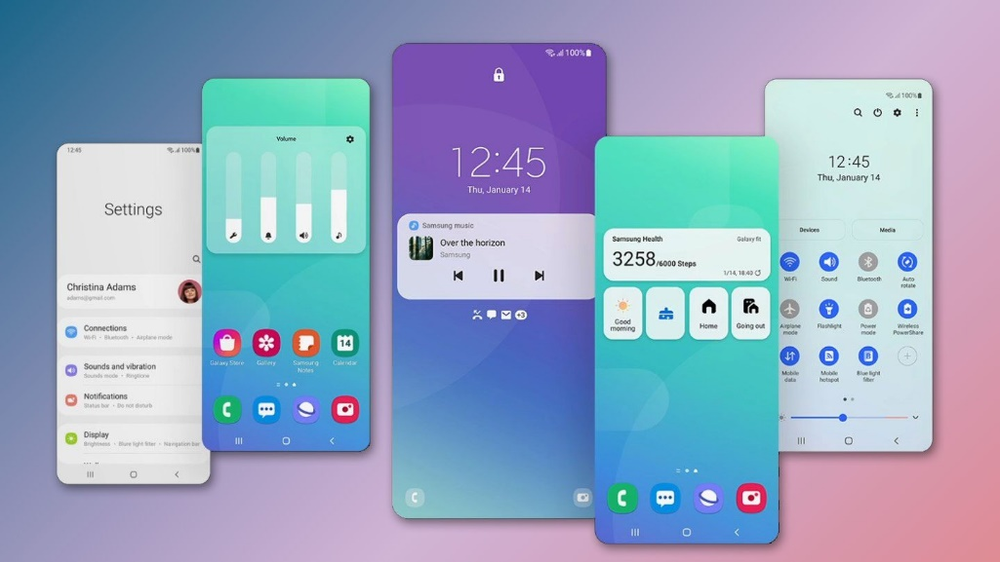 12:45
100%
Settings
Christina Adams
adams@gmail.com
Connections
Wi-Fi • Bluetooth • Airplane mode
Sounds and vibration
Sounds mode • Ringtone
Notifications
Status bar • Do not disturb
Display
Brightness • Blure light filter • Navigation bar
Volume
Galaxy Store
Gallery
Samsung
Notes
14
Calendar
100%
12:45
Thu, January 14
Samsung music
Over the horizon
Samsung
+3
Samsung Health
Galaxy fit
3258/6000 Steps
1/14, 18:40
Good
morning
Home
Going out
100%
12:45
Thu, January 14
Devices
Media
Wi-Fi
Sound
Bluetooth
Auto
rotate
Airplane
mode
Flashlight
Power
mode
Wireless
PowerShare
Mobile
data
Mobile
hotspot
Blue light
filter